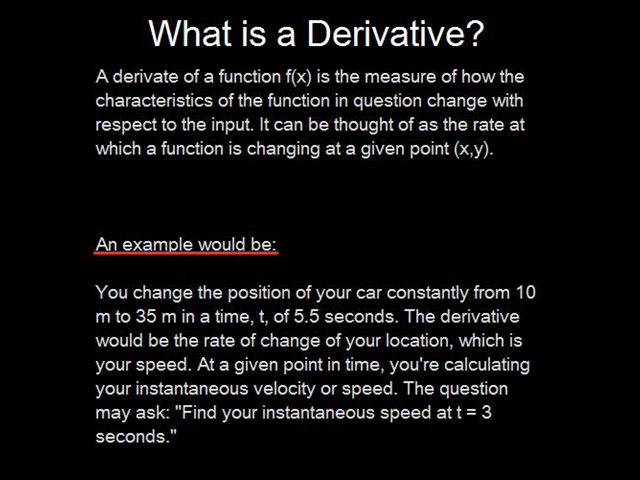 What is a Derivative?
A derivate of a function f(x) is the measure of how the
characteristics of the function in question change with
respect to the input. It can be thought of as the rate at
which a function is changing at a given point (x,y).
An example would be:
You change the position of your car constantly from 10
m to 35 m in a time, t, of 5.5 seconds. The derivative
would be the rate of change of your location, which is
your speed. At a given point in time, you're calculating
your instantaneous velocity or speed. The question
may ask: "Find your instantaneous speed at t = 3
seconds."